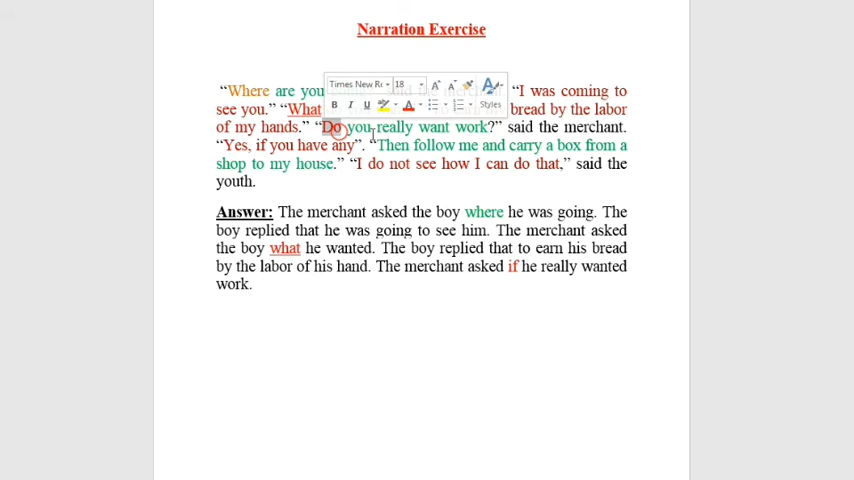 Narration Exercise
“Where are you “I was coming to
Times New Ro 18
see you.” “What bread by the labor
B I U Styles
of my hands.” “Do you really want work?” said the merchant.
“Yes, if you have any”. “Then follow me and carry a box from a
shop to my house.” “I do not see how I can do that,” said the
youth.
Answer: The merchant asked the boy where he was going. The
boy replied that he was going to see him. The merchant asked
the boy what he wanted. The boy replied that to earn his bread
by the labor of his hand. The merchant asked if he really wanted
work.